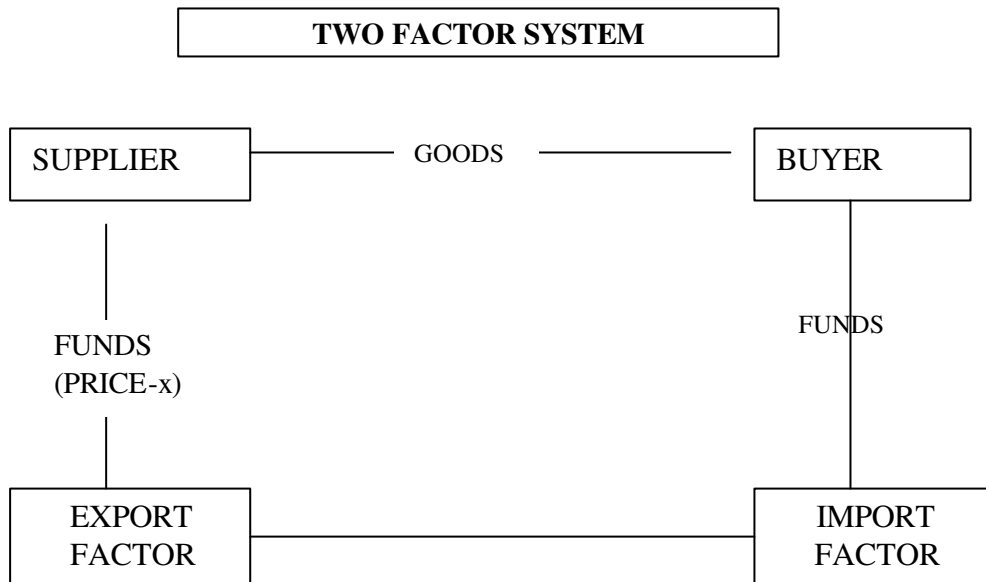 TWO FACTOR SYSTEM
SUPPLIER
GOODS
BUYER
FUNDS
FUNDS
(PRICE-x)
EXPORT
FACTOR
IMPORT
FACTOR